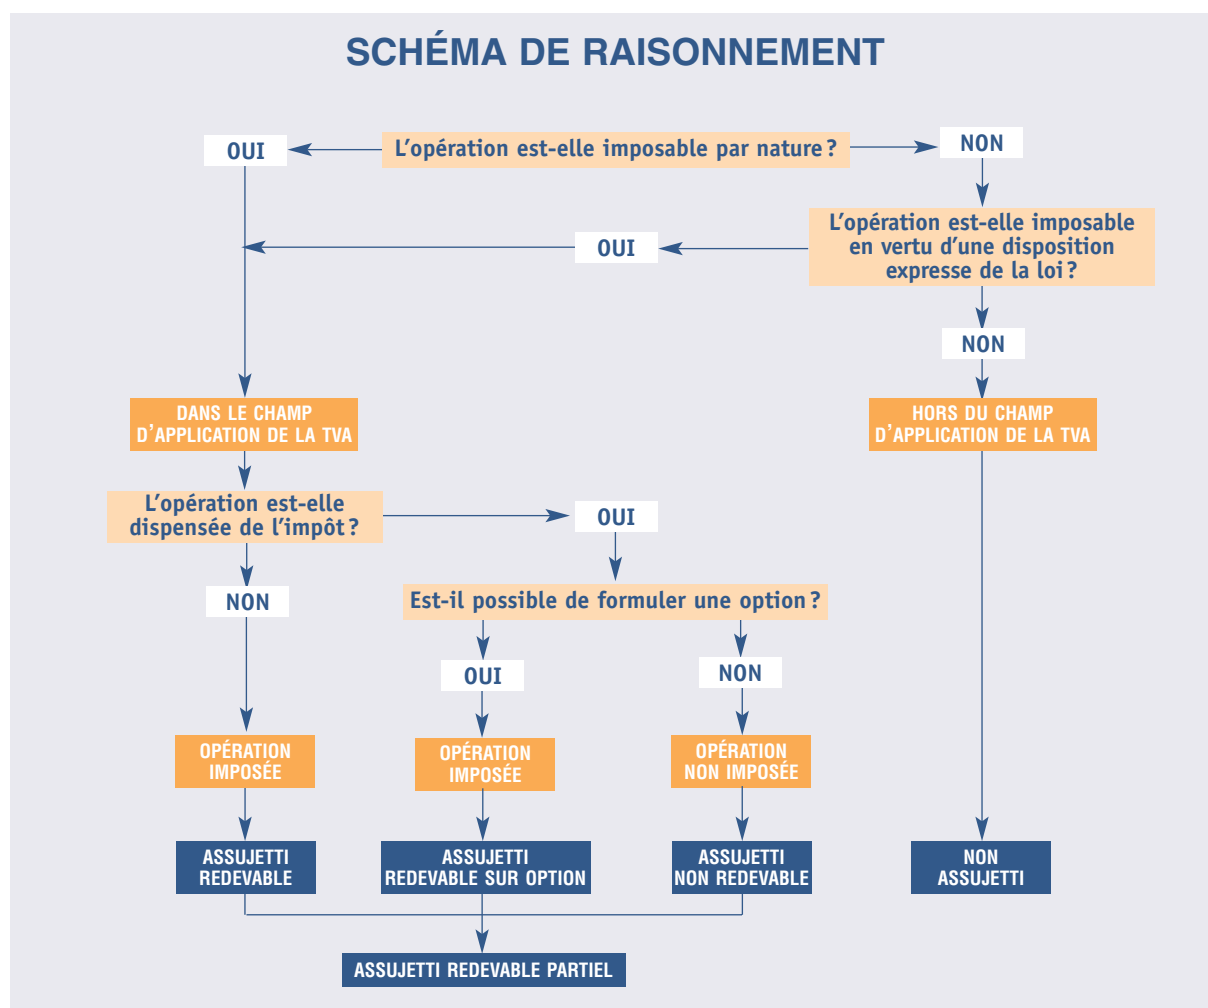 SCHÉMA DE RAISONNEMENT
OUI
L'opération est-elle imposable par nature ?
NON
L'opération est-elle imposable
en vertu d'une disposition
expresse de la loi ?
OUI
NON
DANS LE CHAMP
D'APPLICATION DE LA TVA
HORS DU CHAMP
D'APPLICATION DE LA TVA
L'opération est-elle
dispensée de l'impôt ?
OUI
NON
Est-il possible de formuler une option ?
OUI
NON
OPÉRATION
IMPOSÉE
OPÉRATION
IMPOSÉE
OPÉRATION
NON IMPOSÉE
ASSUJETTI
REDEVABLE
ASSUJETTI
REDEVABLE SUR OPTION
ASSUJETTI
NON REDEVABLE
NON
ASSUJETTI
ASSUJETTI REDEVABLE PARTIEL